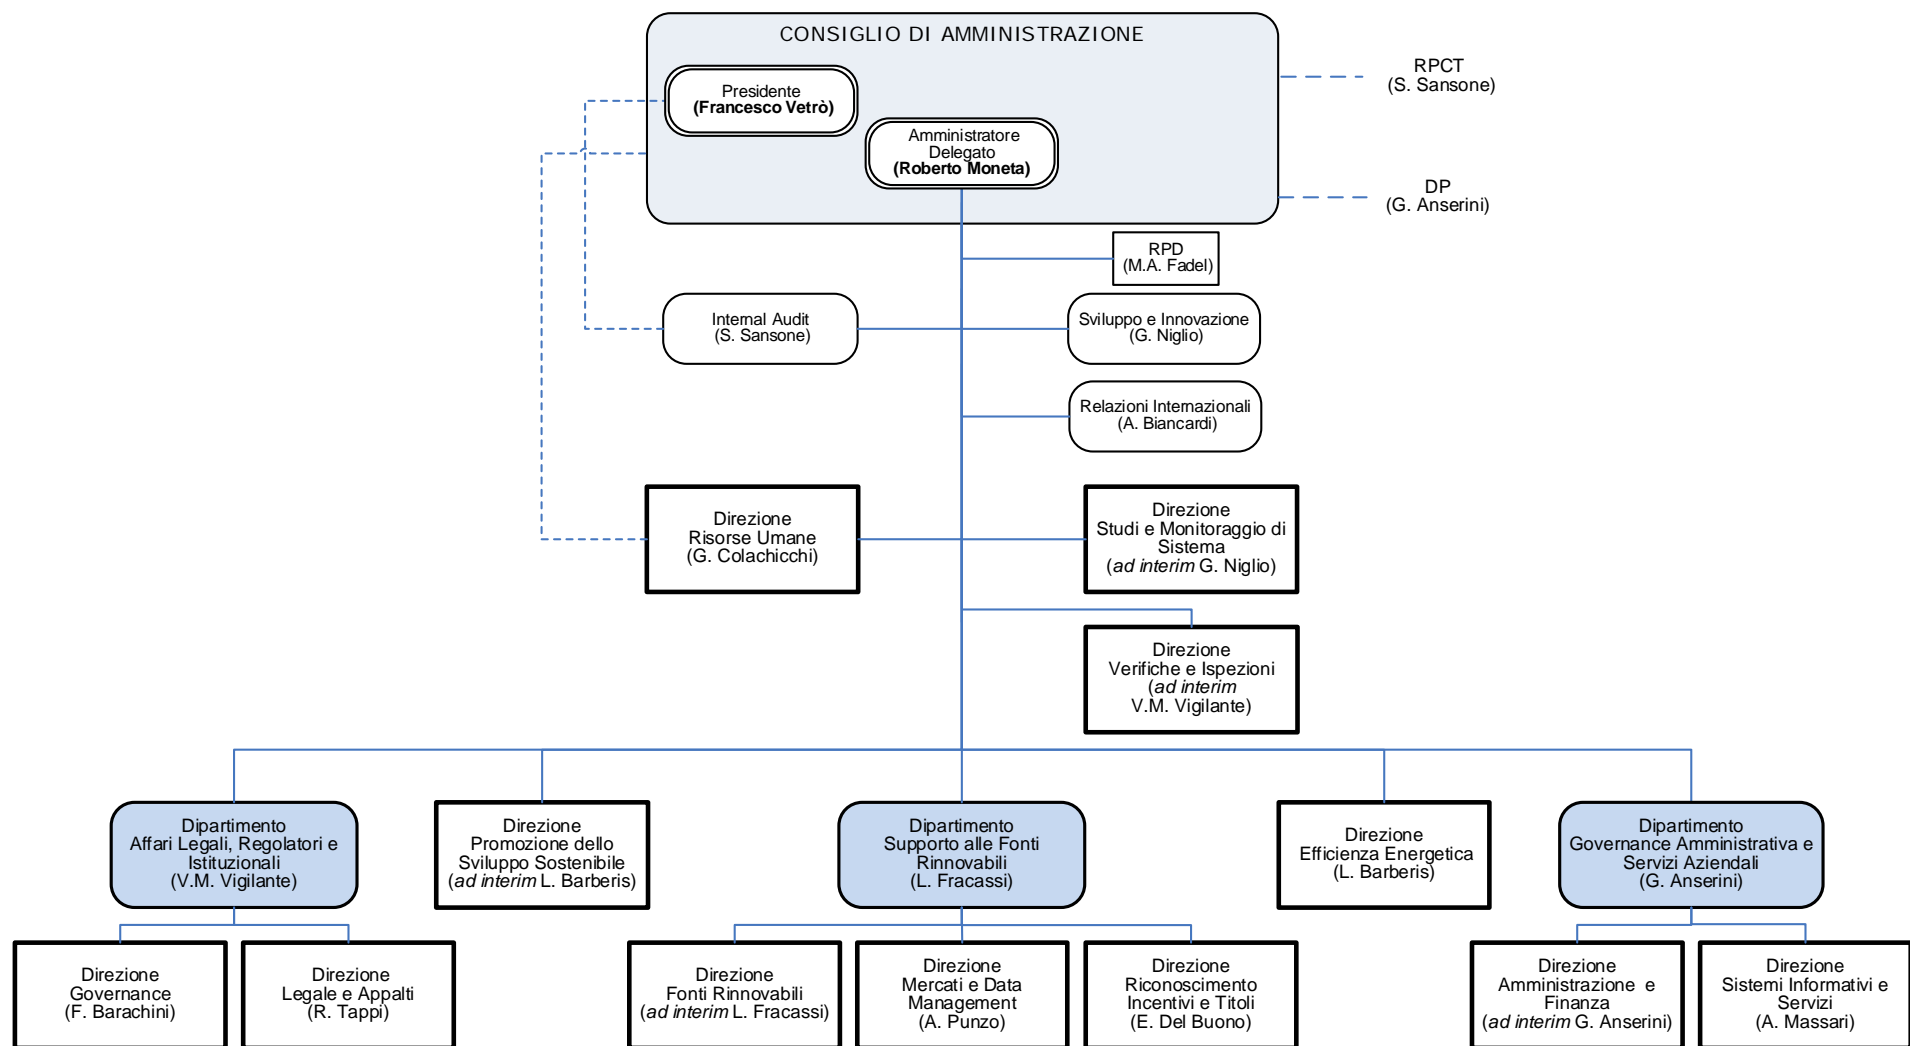 CONSIGLIO DI AMMINISTRAZIONE
Presidente
(Francesco Vetrò)
Amministratore
Delegato
(Roberto Moneta)
RPCT
(S. Sansone)
DP
(G. Anserini)
RPD
(M.A. Fadel)
Internal Audit
(S. Sansone)
Sviluppo e Innovazione
(G. Niglio)
Relazioni Internazionali
(A. Biancardi)
Direzione
Risorse Umane
(G. Colachicchi)
Direzione
Studi e Monitoraggio di
Sistema
(ad interim G. Niglio)
Direzione
Verifiche e Ispezioni
(ad interim
V.M. Vigilante)
Dipartimento
Affari Legali, Regolatori e
Istituzionali
(V.M. Vigilante)
Direzione
Promozione dello
Sviluppo Sostenibile
(ad interim L. Barberis)
Dipartimento
Supporto alle Fonti
Rinnovabili
(L. Fracassi)
Direzione
Efficienza Energetica
(L. Barberis)
Dipartimento
Governance Amministrativa e
Servizi Aziendali
(G. Anserini)
Direzione
Governance
(F. Barachini)
Direzione
Legale e Appalti
(R. Tappi)
Direzione
Fonti Rinnovabili
(ad interim L. Fracassi)
Direzione
Mercati e Data
Management
(A. Punzo)
Direzione
Riconoscimento
Incentivi e Titoli
(E. Del Buono)
Direzione
Amministrazione e
Finanza
(ad interim G. Anserini)
Direzione
Sistemi Informativi e
Servizi
(A. Massari)